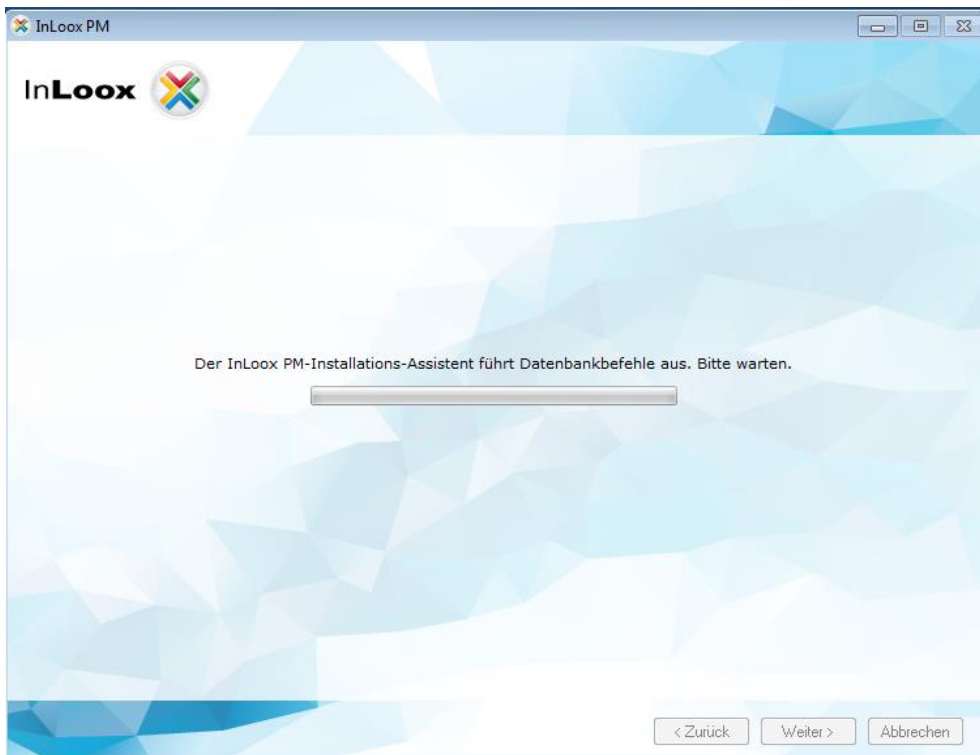 InLoox PM
InLoox
Der InLoox PM-Installations-Assistent führt Datenbankbefehle aus. Bitte warten.
< Zurück
Weiter >
Abbrechen